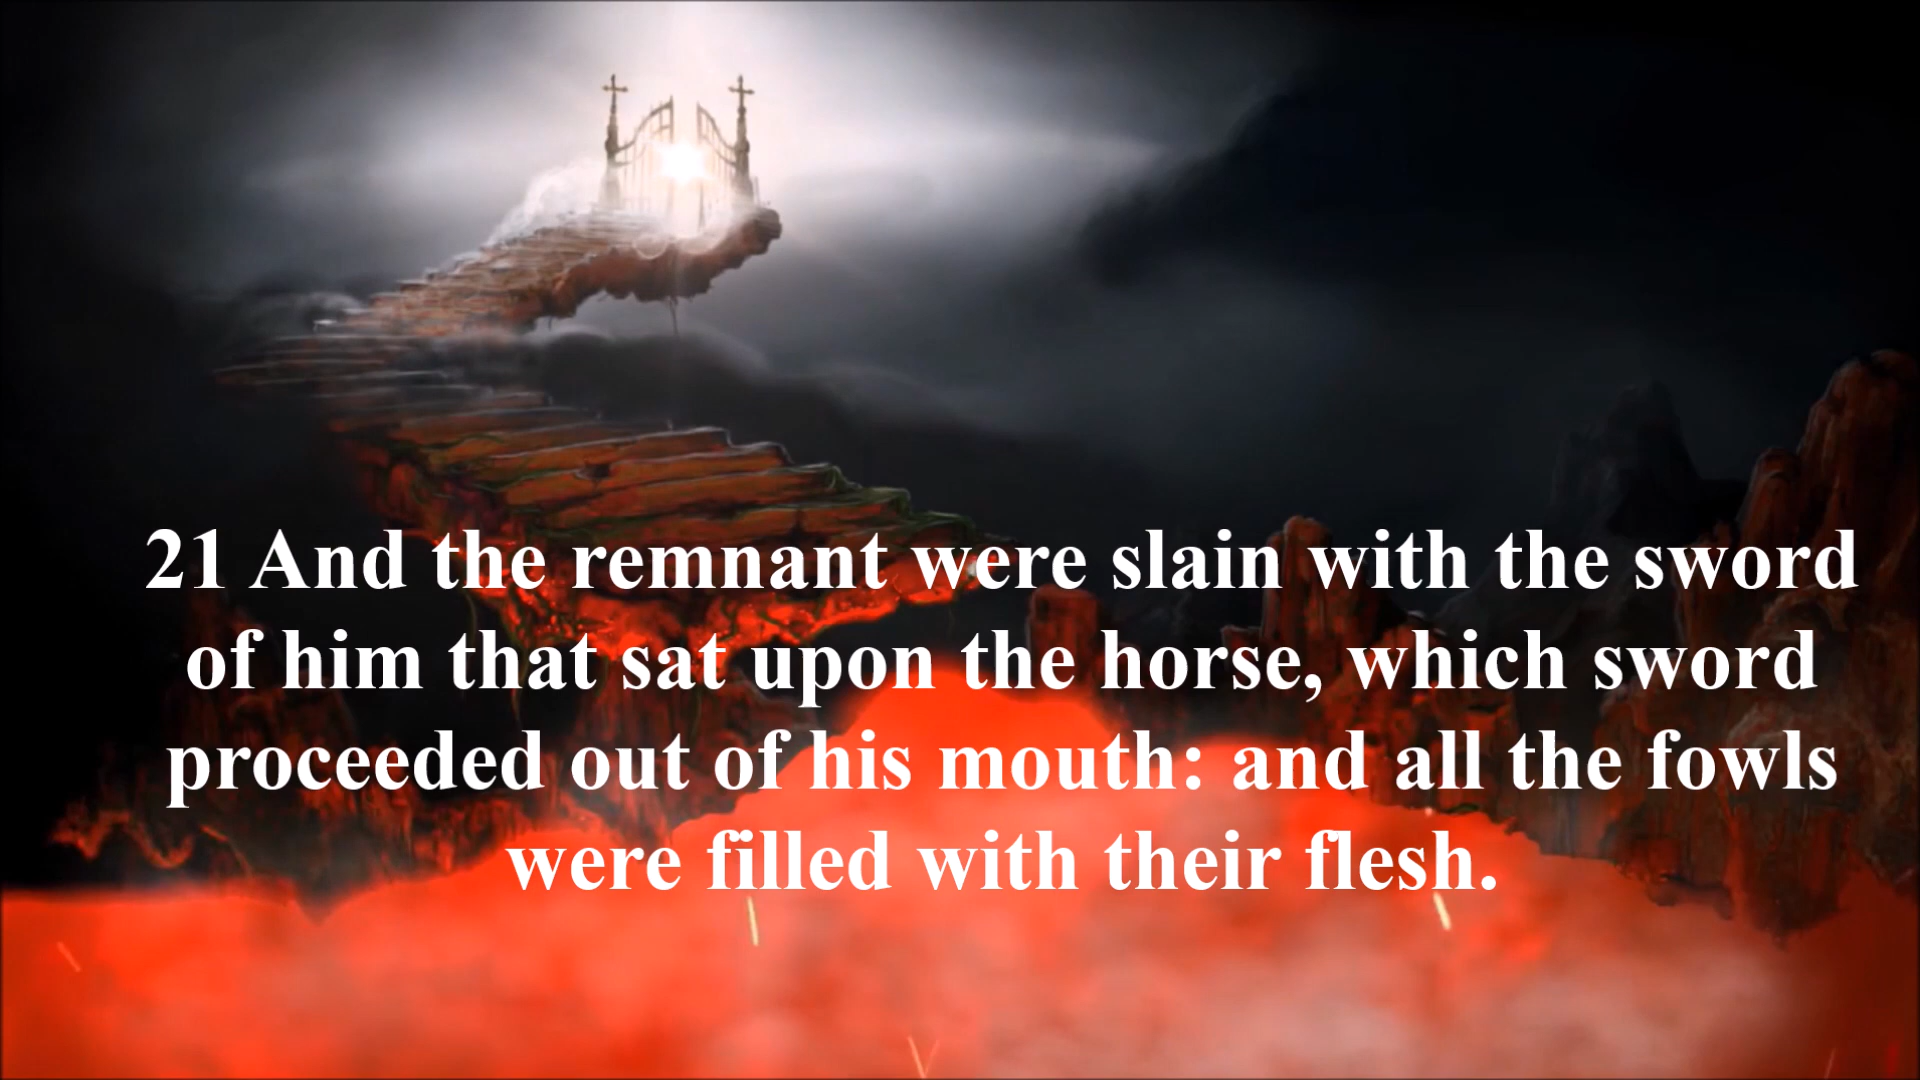 21 And the remnant were slain with the sword
of him that sat upon the horse, which sword
proceeded out of his mouth: and all the fowls
were filled with their flesh.